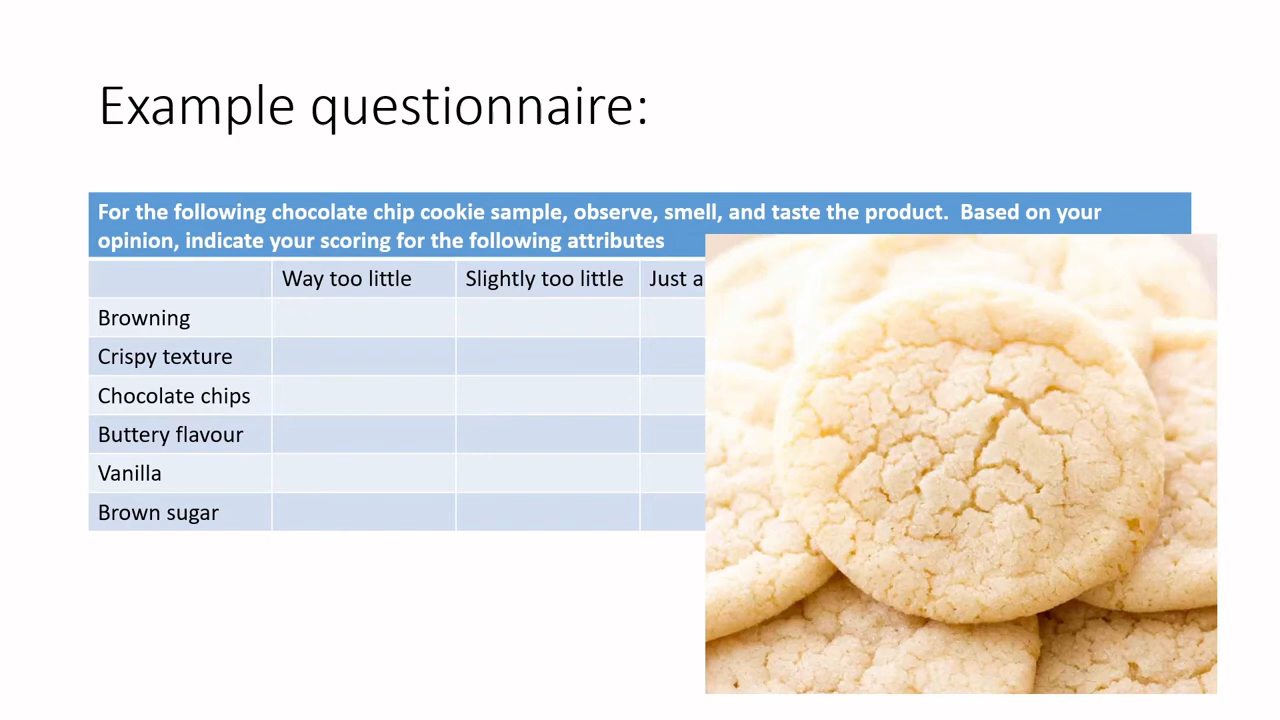 Example questionnaire:
For the following chocolate chip cookie sample, observe, smell, and taste the product. Based on your
opinion, indicate your scoring for the following attributes
Way too little Slightly too little Just a
Browning
Crispy texture
Chocolate chips
Buttery flavour
Vanilla
Brown sugar